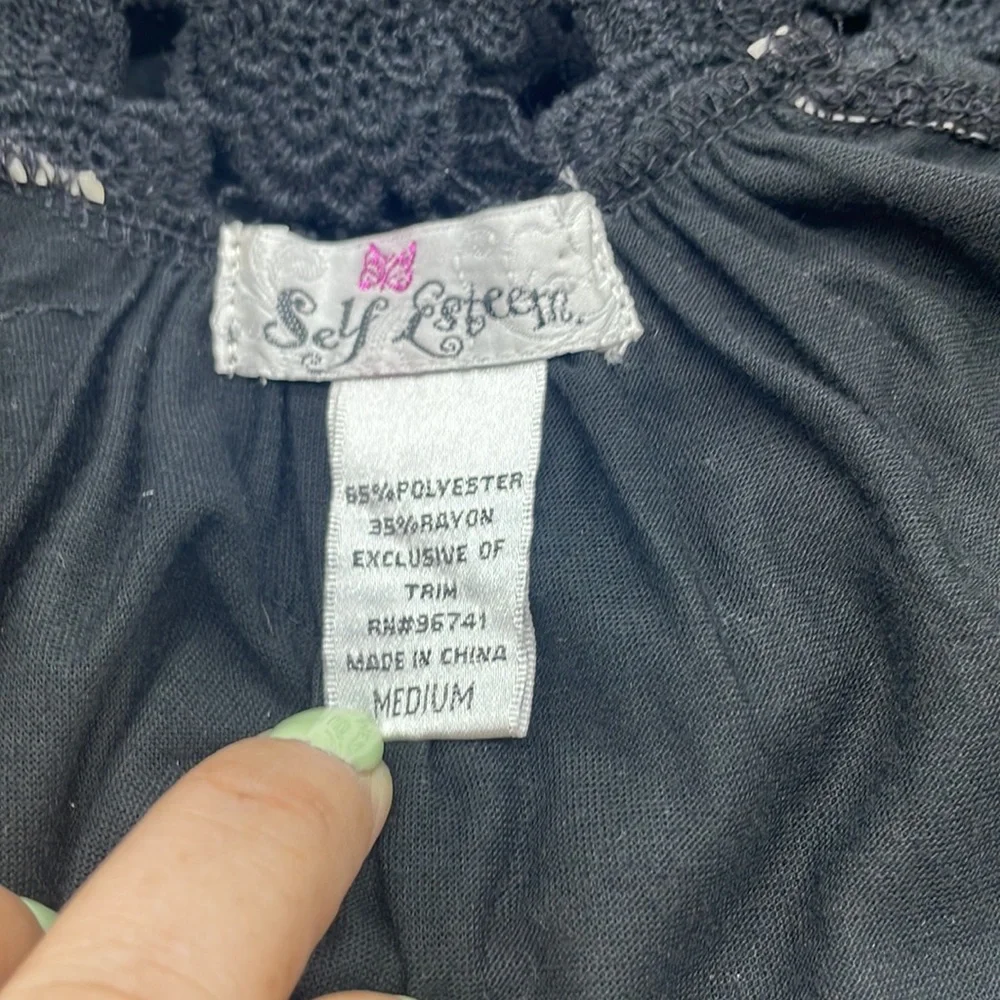 Self Esteem.
65%POLYESTER
35%RAYON
EXCLUSIVE OF
TRIM
RN#96741
MADE IN CHINA
MEDIUM